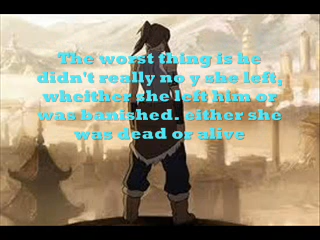 The worst thing is he
didn't really no y she left,
wheither she left him or
was banished. either she
was dead or alive